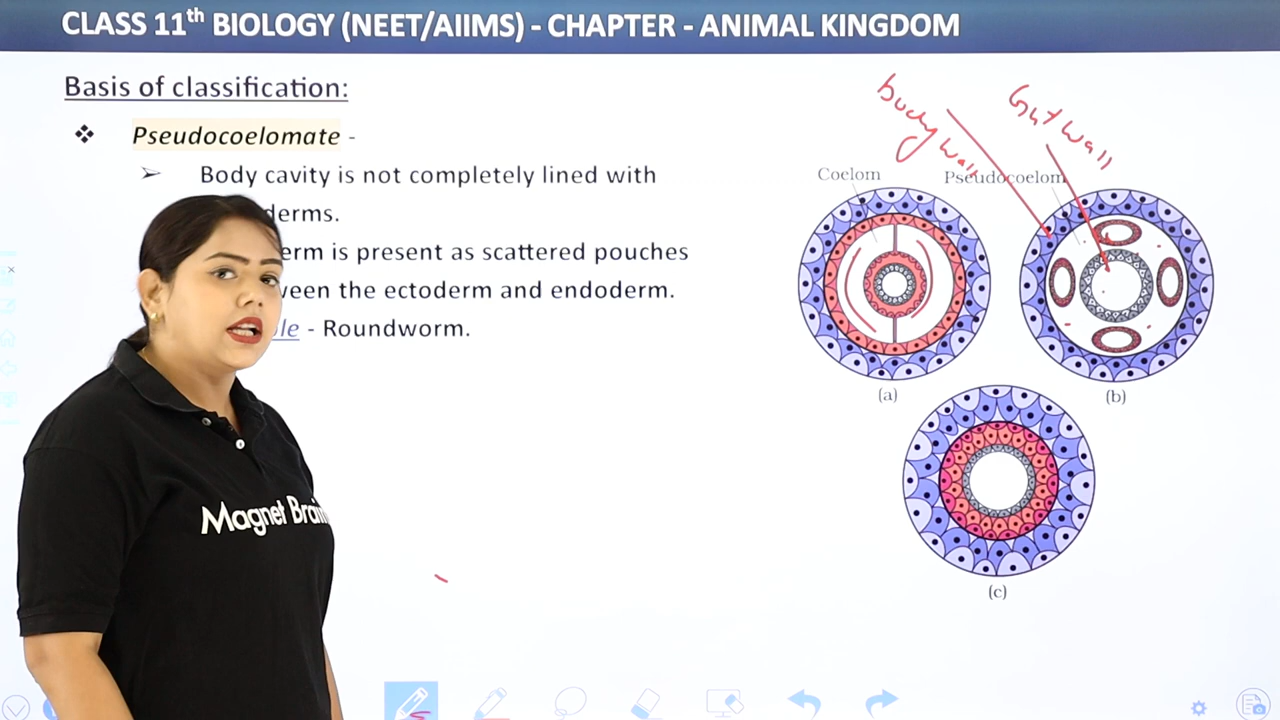 CLASS 11th BIOLOGY (NEET/AIIMS) - CHAPTER - ANIMAL KINGDOM
Basis of classification:
❖ Pseudocoelomate -
➢ Body cavity is not completely lined with
derms.
erm is present as scattered pouches
ween the ectoderm and endoderm.
le - Roundworm.
body wall
Gut wall
Coelom
Pseudocoelom
(a)
(b)
(c)
Magnet Brain